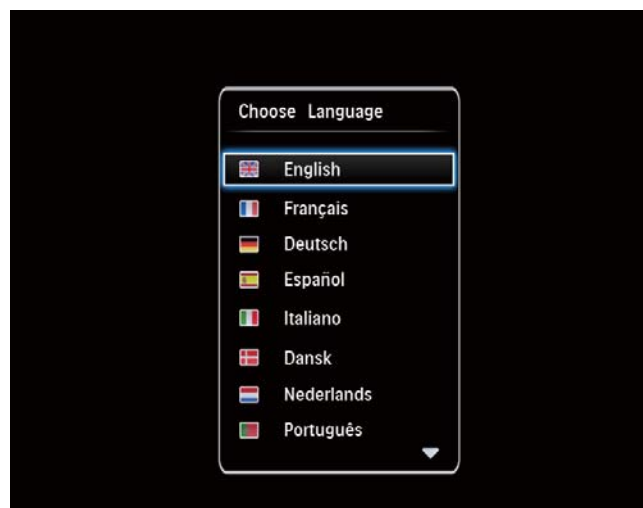 Choose Language
English
Français
Deutsch
Español
Italiano
Dansk
Nederlands
Português